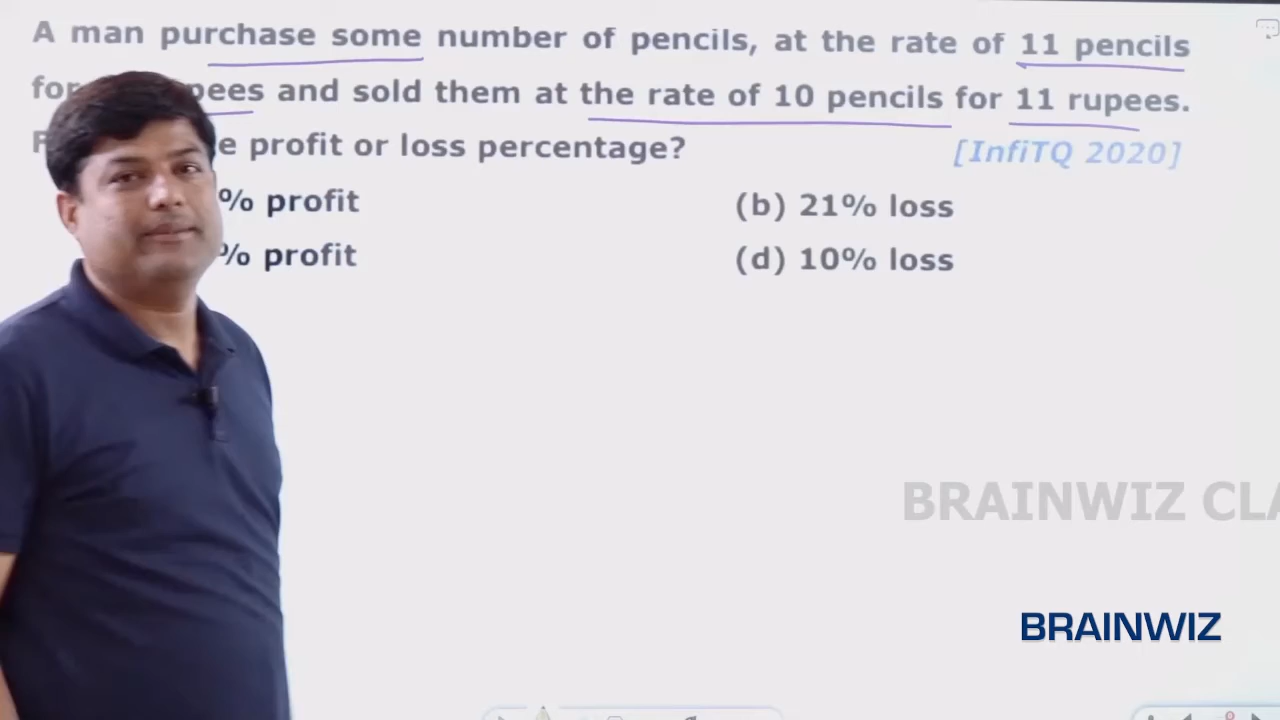 A man purchase some number of pencils, at the rate of 11 pencils
for and sold them at the rate of 10 pencils for 11 rupees.
profit or loss percentage?
[InfiTQ 2020]
% profit
(b) 21% loss
% profit
(d) 10% loss
BRAINWIZ
BRAINWIZ